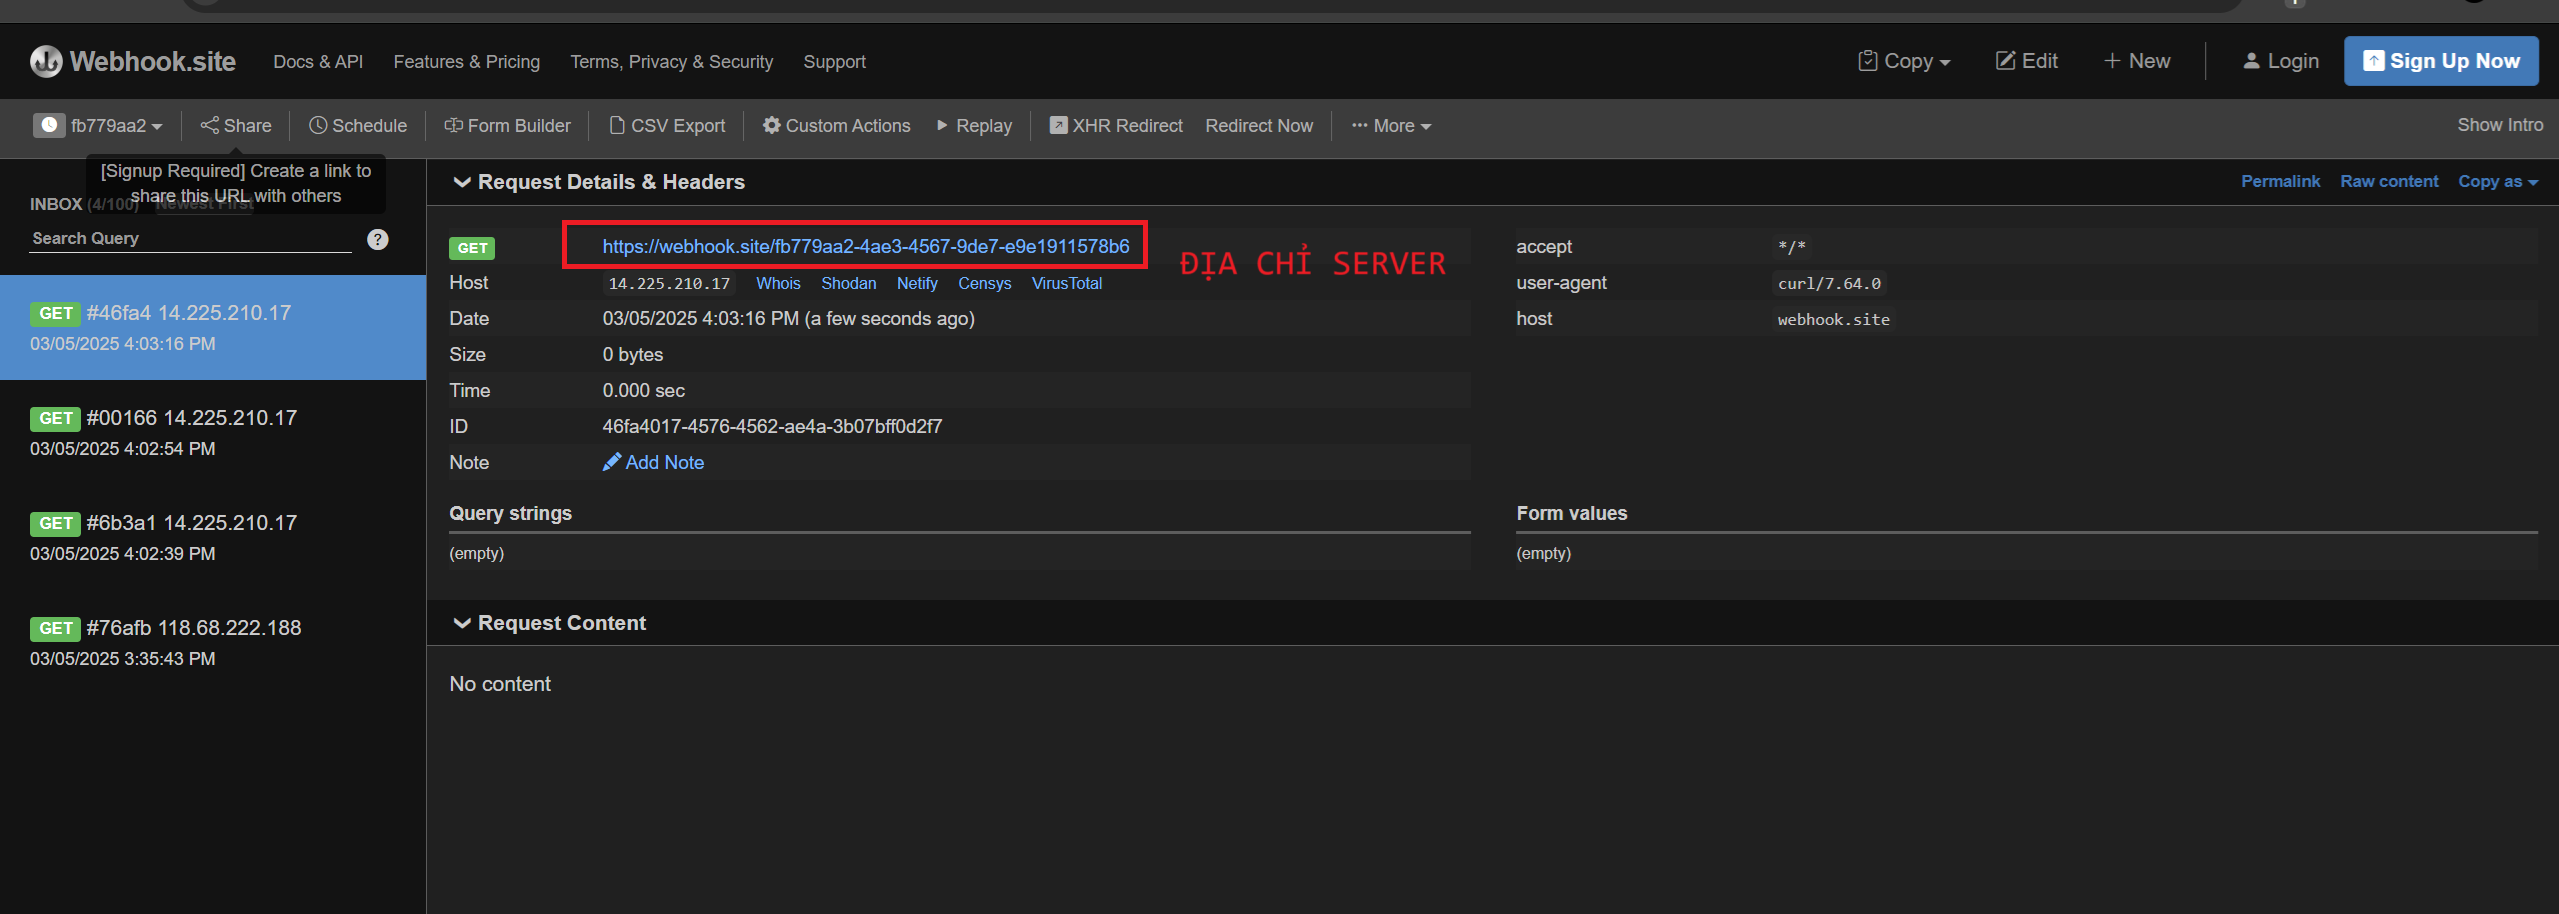 Webhook.site Docs & API Features & Pricing Terms, Privacy & Security Support Copy Edit New Login Sign Up Now
fb779aa2 Share Schedule Form Builder CSV Export Custom Actions Replay XHR Redirect Redirect Now More Show Intro
[Signup Required] Create a link to
share this URL with others
INBOX (4/100) Newest First
Search Query ?
GET #46fa4 14.225.210.17
03/05/2025 4:03:16 PM
GET #00166 14.225.210.17
03/05/2025 4:02:54 PM
GET #6b3a1 14.225.210.17
03/05/2025 4:02:39 PM
GET #76afb 118.68.222.188
03/05/2025 3:35:43 PM
Request Details & Headers Permalink Raw content Copy as
GET https://webhook.site/fb779aa2-4ae3-4567-9de7-e9e1911578b6
ĐỊA CHỈ SERVER
Host 14.225.210.17 Whois Shodan Netify Censys VirusTotal
Date 03/05/2025 4:03:16 PM (a few seconds ago)
Size 0 bytes
Time 0.000 sec
ID 46fa4017-4576-4562-ae4a-3b07bff0d2f7
Note Add Note
accept */*
user-agent curl/7.64.0
host webhook.site
Query strings
(empty)
Form values
(empty)
Request Content
No content